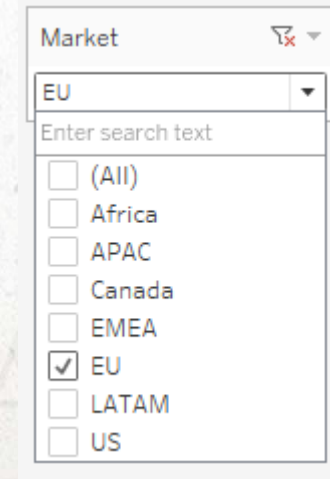 Market
EU
Enter search text
(All)
Africa
APAC
Canada
EMEA
EU
LATAM
US